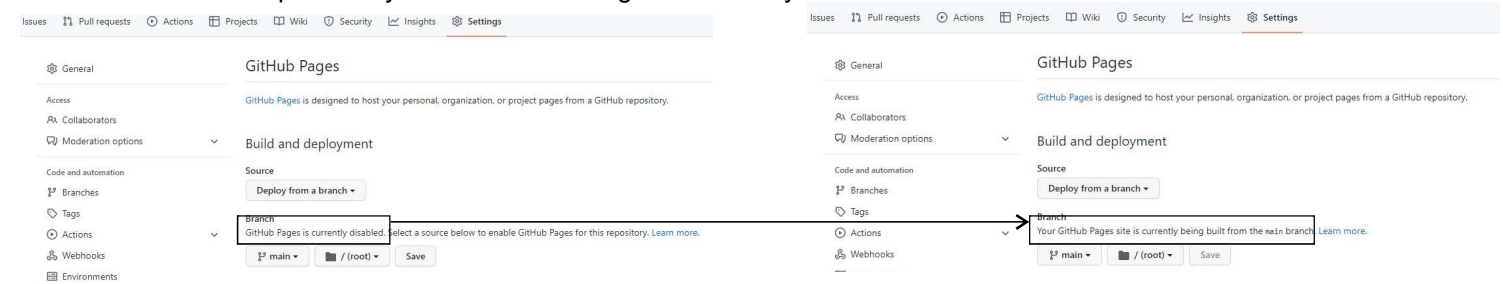 Issues Pull requests Actions Projects Wiki Security Insights Settings
General
Access
Collaborators
Moderation options
Code and automation
Branches
Tags
Actions
Webhooks
Environments
GitHub Pages
GitHub Pages is designed to host your personal, organization, or project pages from a GitHub repository.
Build and deployment
Source
Deploy from a branch
Branch
GitHub Pages is currently disabled. Select a source below to enable GitHub Pages for this repository. Learn more.
main / (root) Save
Issues Pull requests Actions Projects Wiki Security Insights Settings
General
Access
Collaborators
Moderation options
Code and automation
Branches
Tags
Actions
Webhooks
GitHub Pages
GitHub Pages is designed to host your personal, organization, or project pages from a GitHub repository.
Build and deployment
Source
Deploy from a branch
Branch
Your GitHub Pages site is currently being built from the main branch. Learn more.
main / (root) Save